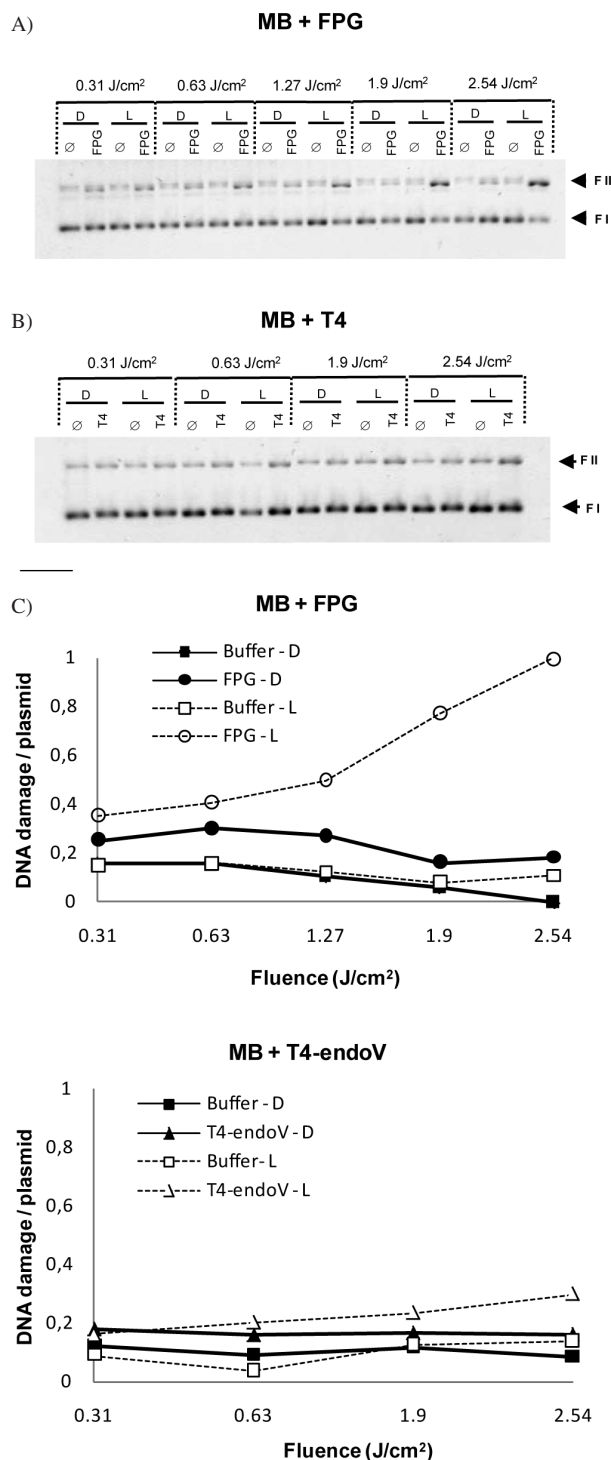 A)
MB + FPG
0.31 J/cm² 0.63 J/cm² 1.27 J/cm² 1.9 J/cm² 2.54 J/cm²
D L D L D L D L D L
∅ FPG ∅ FPG ∅ FPG ∅ FPG ∅ FPG ∅ FPG ∅ FPG ∅ FPG ∅ FPG ∅ FPG
F II
F I
B)
MB + T4
0.31 J/cm² 0.63 J/cm² 1.9 J/cm² 2.54 J/cm²
D L D L D L D L
∅ T4 ∅ T4 ∅ T4 ∅ T4 ∅ T4 ∅ T4 ∅ T4 ∅ T4
F II
F I
C)
MB + FPG
Buffer - D
FPG - D
Buffer - L
FPG - L
DNA damage / plasmid
1
0,8
0,6
0,4
0,2
0
0.31 0.63 1.27 1.9 2.54
Fluence (J/cm²)
MB + T4-endoV
Buffer - D
T4-endoV - D
Buffer- L
T4-endoV - L
DNA damage / plasmid
1
0,8
0,6
0,4
0,2
0
0.31 0.63 1.9 2.54
Fluence (J/cm²)